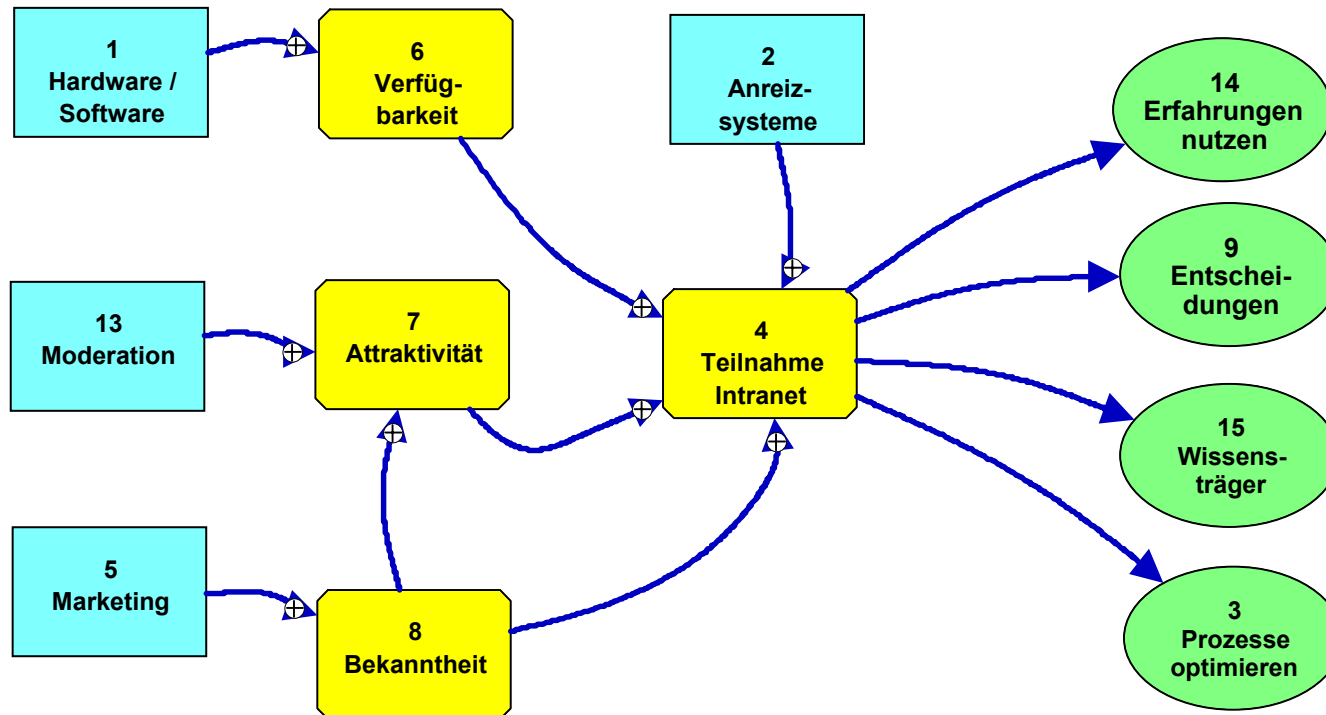 1
Hardware /
Software
6
Verfüg-
barkeit
2
Anreiz-
systeme
14
Erfahrungen
nutzen
9
Entschei-
dungen
13
Moderation
7
Attraktivität
4
Teilnahme
Intranet
15
Wissens-
träger
5
Marketing
8
Bekanntheit
3
Prozesse
optimieren